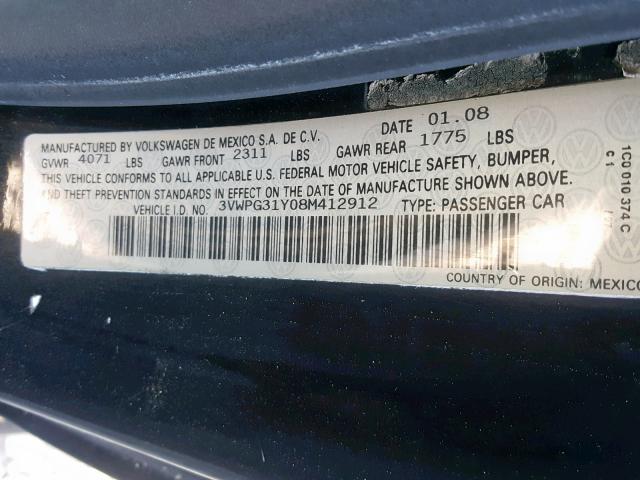 MANUFACTURED BY VOLKSWAGEN DE MEXICO S.A. DE C.V. DATE 01.08
GVWR 4071 LBS GAWR FRONT 2311 LBS GAWR REAR 1775 LBS
THIS VEHICLE CONFORMS TO ALL APPLICABLE U.S. FEDERAL MOTOR VEHICLE SAFETY, BUMPER,
AND THEFT PREVENTION STANDARDS IN EFFECT ON THE DATE OF MANUFACTURE SHOWN ABOVE.
VEHICLE I.D. NO. 3VWPG31Y08M412912 TYPE: PASSENGER CAR
COUNTRY OF ORIGIN: MEXICO
1C0 010 374 C
C1